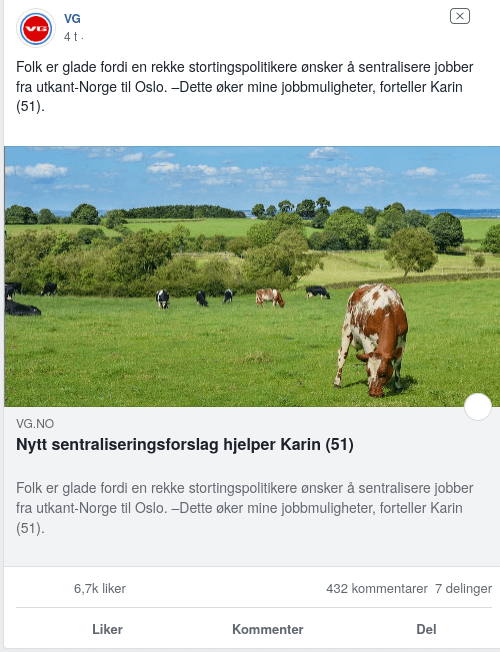 VG
VG
4 t ·
Folk er glade fordi en rekke stortingspolitikere ønsker å sentralisere jobber
fra utkant-Norge til Oslo. –Dette øker mine jobbmuligheter, forteller Karin
(51).
VG.NO
Nytt sentraliseringsforslag hjelper Karin (51)
Folk er glade fordi en rekke stortingspolitikere ønsker å sentralisere jobber
fra utkant-Norge til Oslo. –Dette øker mine jobbmuligheter, forteller Karin
(51).
6,7k liker 432 kommentarer 7 delinger
Liker Kommenter Del